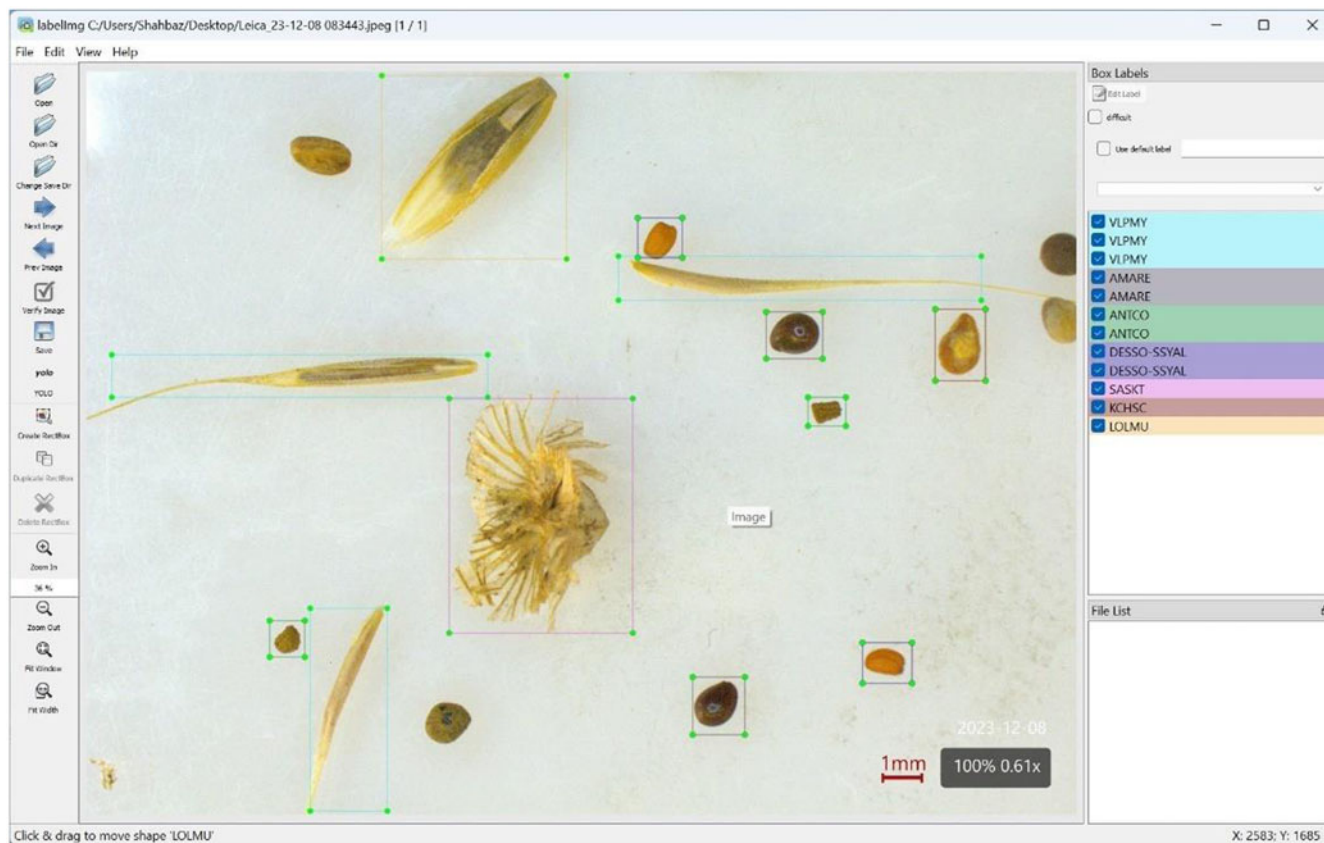 labelImg C:/Users/Shahbaz/Desktop/Leica_23-12-08 083443.jpeg [1 / 1]
File Edit View Help
Open
Open Dir
Change Save Dir
Next Image
Prev Image
Verify Image
Save
yolo
YOLO
Create RectBox
Duplicate RectBox
Delete RectBox
Zoom In
36 %
Zoom Out
Fit Window
Fit Width
Image
2023-12-08
1mm
100% 0.61x
Box Labels
Edit Label
difficult
Use default label
VLPMY
VLPMY
VLPMY
AMARE
AMARE
ANTCO
ANTCO
DESSO-SSYAL
DESSO-SSYAL
SASKT
KCHSC
LOLMU
File List
Click & drag to move shape 'LOLMU'
X: 2583; Y: 1685